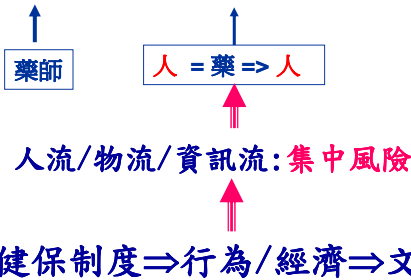 藥師
人 = 藥 => 人
人流/物流/資訊流:集中風險
健保制度⇒行為/經濟⇒文